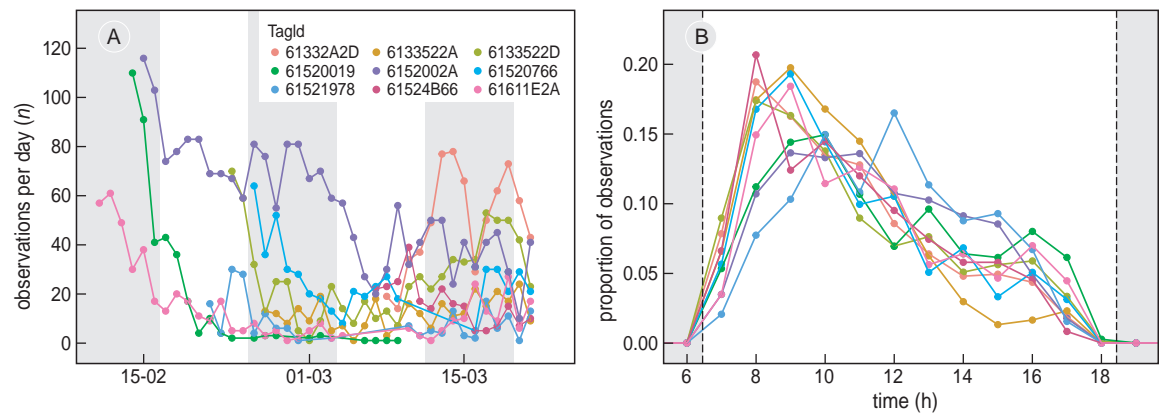 A
TagId
61332A2D 6133522A 6133522D
61520019 6152002A 61520766
61521978 61524B66 61611E2A
observations per day (n)
120
100
80
60
40
20
0
15-02 01-03 15-03
B
proportion of observations
0.20
0.15
0.10
0.05
0.00
6 8 10 12 14 16 18
time (h)